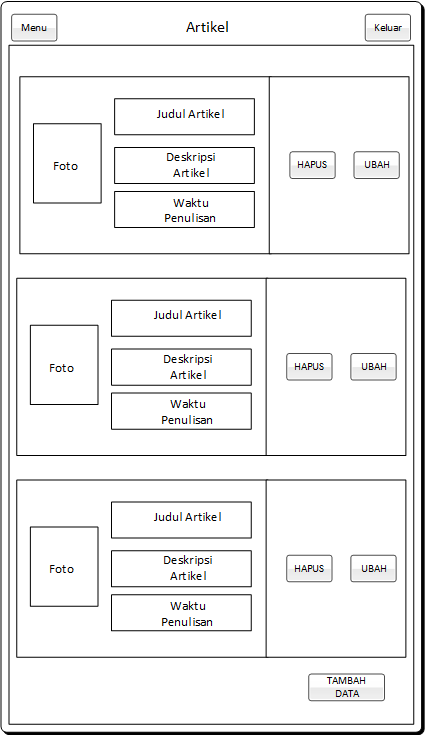 Menu
Artikel
Keluar
Judul Artikel
Foto
Deskripsi
Artikel
Waktu
Penulisan
HAPUS
UBAH
Judul Artikel
Foto
Deskripsi
Artikel
Waktu
Penulisan
HAPUS
UBAH
Judul Artikel
Foto
Deskripsi
Artikel
Waktu
Penulisan
HAPUS
UBAH
TAMBAH
DATA